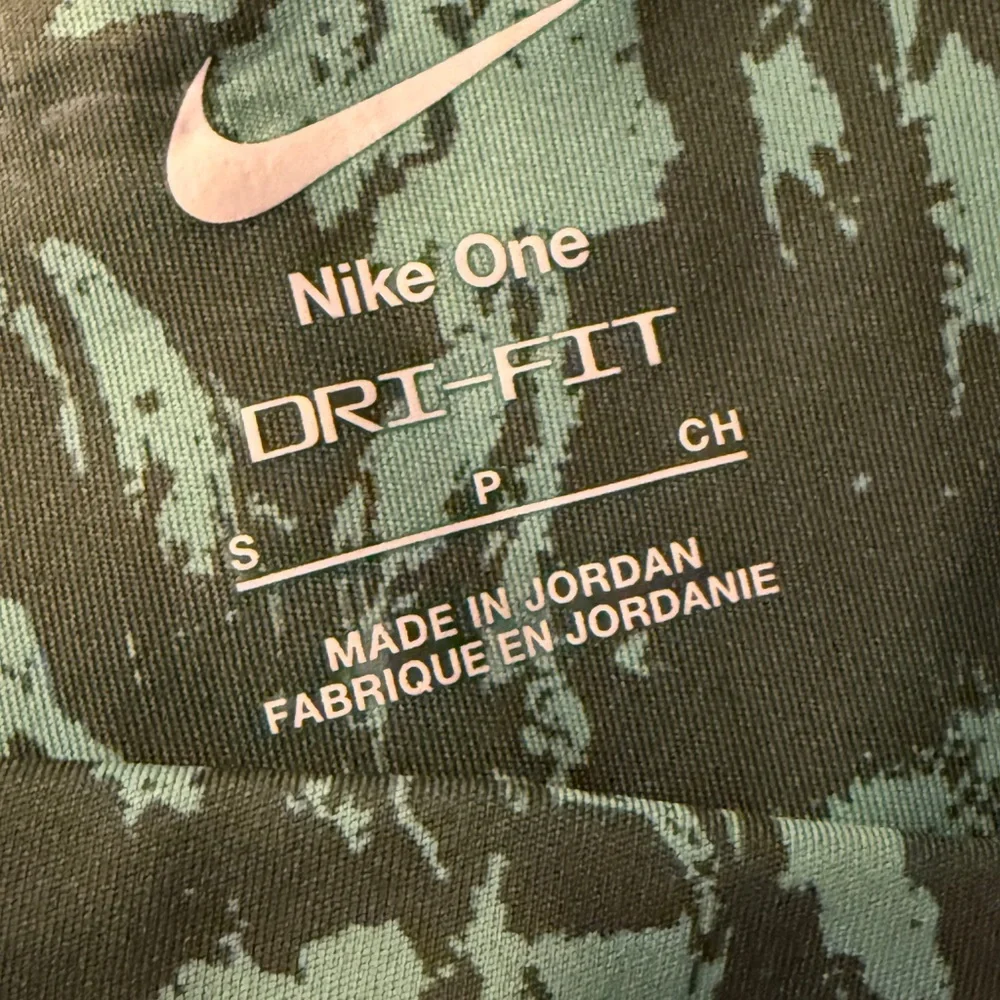 Nike One
DRI-FIT
S P CH
MADE IN JORDAN
FABRIQUE EN JORDANIE